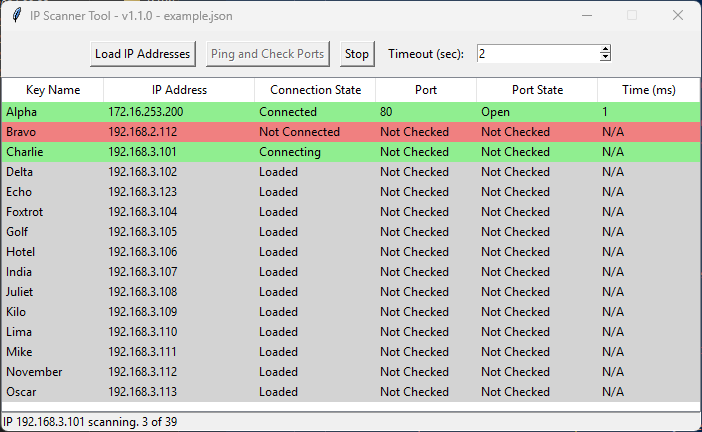 IP Scanner Tool - v1.1.0 - example.json
Load IP Addresses Ping and Check Ports Stop Timeout (sec): 2
Key Name IP Address Connection State Port Port State Time (ms)
Alpha 172.16.253.200 Connected 80 Open 1
Bravo 192.168.2.112 Not Connected Not Checked Not Checked N/A
Charlie 192.168.3.101 Connecting Not Checked Not Checked N/A
Delta 192.168.3.102 Loaded Not Checked Not Checked N/A
Echo 192.168.3.123 Loaded Not Checked Not Checked N/A
Foxtrot 192.168.3.104 Loaded Not Checked Not Checked N/A
Golf 192.168.3.105 Loaded Not Checked Not Checked N/A
Hotel 192.168.3.106 Loaded Not Checked Not Checked N/A
India 192.168.3.107 Loaded Not Checked Not Checked N/A
Juliet 192.168.3.108 Loaded Not Checked Not Checked N/A
Kilo 192.168.3.109 Loaded Not Checked Not Checked N/A
Lima 192.168.3.110 Loaded Not Checked Not Checked N/A
Mike 192.168.3.111 Loaded Not Checked Not Checked N/A
November 192.168.3.112 Loaded Not Checked Not Checked N/A
Oscar 192.168.3.113 Loaded Not Checked Not Checked N/A
IP 192.168.3.101 scanning. 3 of 39